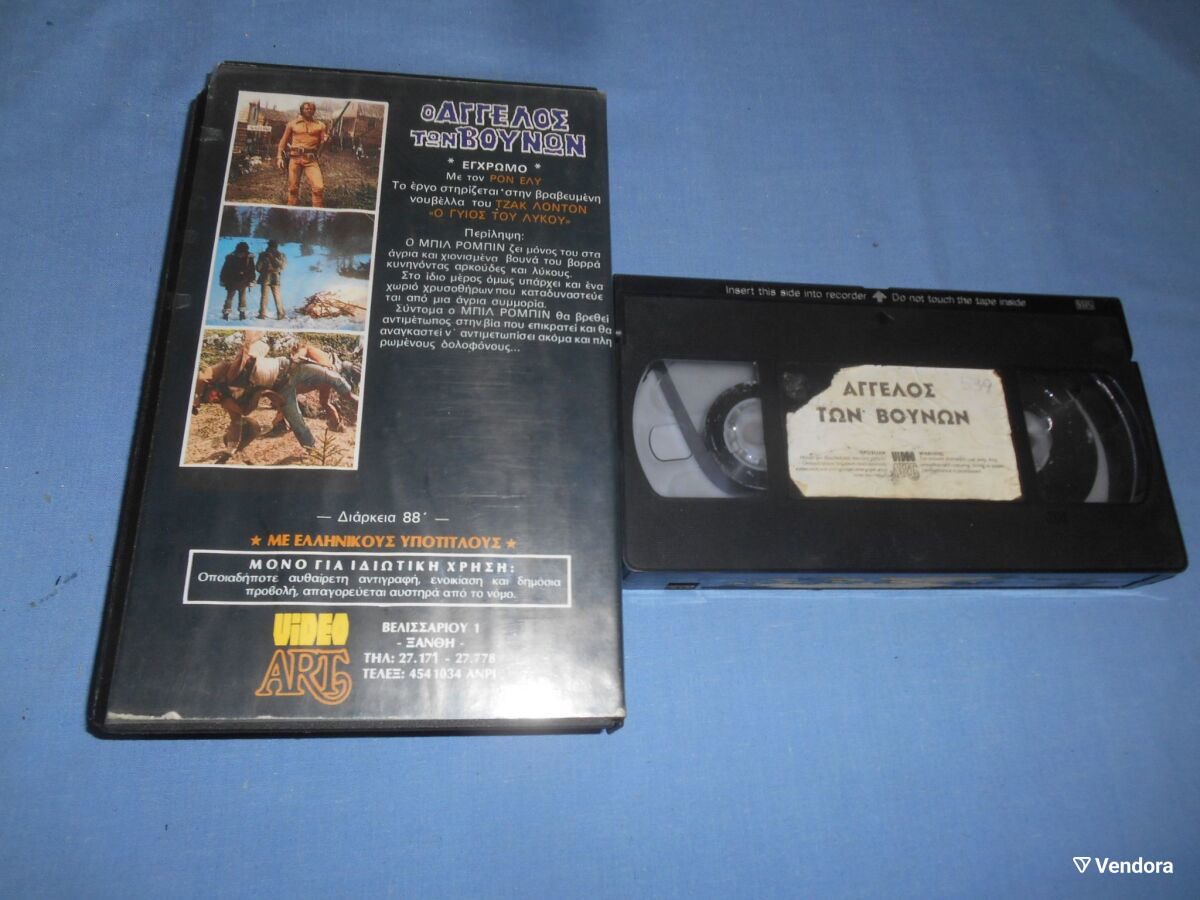 Ο ΑΓΓΕΛΟΣ
ΤΩΝ ΒΟΥΝΩΝ
* ΕΓΧΡΩΜΟ *
Με τον ΡΟΝ ΕΛΥ
Το έργο στηρίζεται στην βραβευμένη
νουβέλλα του ΤΖΑΚ ΛΟΝΤΟΝ
«Ο ΓΥΙΟΣ ΤΟΥ ΛΥΚΟΥ»
Περίληψη:
Ο ΜΠΙΛ ΡΟΜΠΙΝ ζει μόνος του στα
άγρια και χιονισμένα βουνά του βορρά
κυνηγόντας αρκούδες και λύκους.
Στο ίδιο μέρος όμως υπάρχει και ένα
χωριό χρυσοθήρων που καταδυναστεύε
ται από μια άγρια συμμορία.
Σύντομα ο ΜΠΙΛ ΡΟΜΠΙΝ θα βρεθεί
αντιμέτωπος στην βία που επικρατεί και θα
αναγκαστεί ν' αντιμετωπίσει ακόμα και πλη
ρωμένους δολοφόνους...
— Διάρκεια 88' —
★ ΜΕ ΕΛΛΗΝΙΚΟΥΣ ΥΠΟΤΙΤΛΟΥΣ ★
ΜΟΝΟ ΓΙΑ ΙΔΙΩΤΙΚΗ ΧΡΗΣΗ:
Οποιαδήποτε αυθαίρετη αντιγραφή, ενοικίαση και δημόσια
προβολή, απαγορεύεται αυστηρά από το νόμο.
VIDEO
ART
ΒΕΛΙΣΣΑΡΙΟΥ 1
- ΞΑΝΘΗ -
ΤΗΛ: 27.171 - 27.778
ΤΕΛΕΞ: 4541034 ΑΝΡΙ
Insert this side into recorder ↑ Do not touch the tape inside
VHS
539
ΑΓΓΕΛΟΣ
ΤΩΝ ΒΟΥΝΩΝ
VIDEO
ART
Vendora